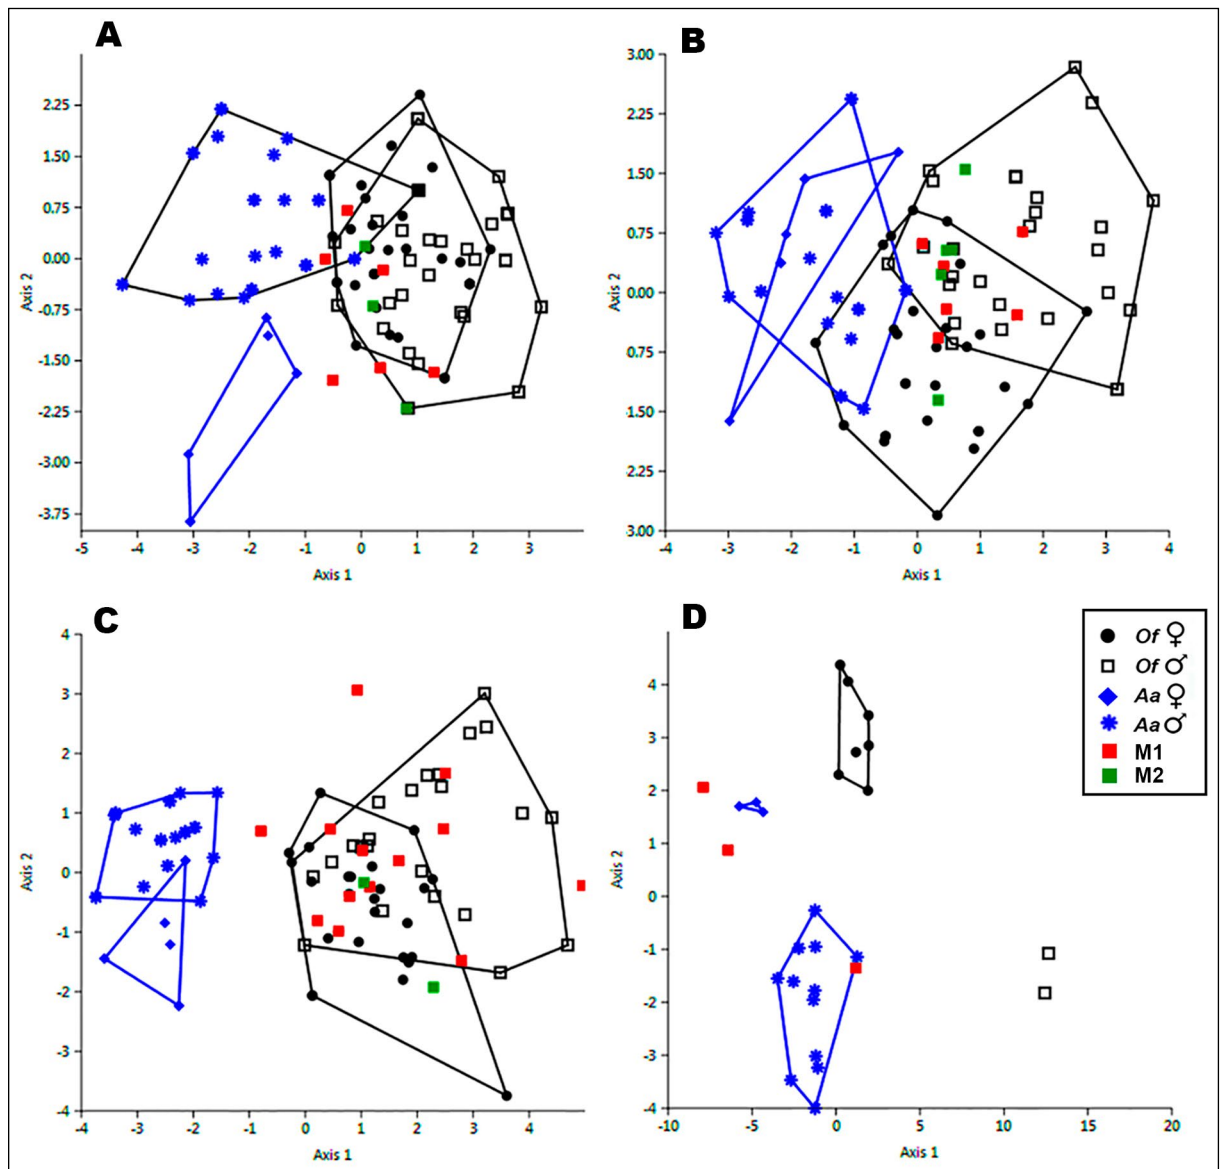 A
2.25
1.50
0.75
0.00
-0.75
-1.50
-2.25
-3.00
-3.75
Axis 2
-5 -4 -3 -2 -1 0 1 2 3
Axis 1
B
3.00
2.25
1.50
0.75
0.00
0.75
1.50
2.25
3.00
Axis 2
-4 -3 -2 -1 0 1 2 3 4
Axis 1
C
4
3
2
1
0
-1
-2
-3
-4
Axis 2
-4 -3 -2 -1 0 1 2 3 4
Axis 1
D
4
3
2
1
0
-1
-2
-3
-4
Axis 2
-10 -5 0 5 10 15 20
Axis 1
Of ♀
Of ♂
Aa ♀
Aa ♂
M1
M2